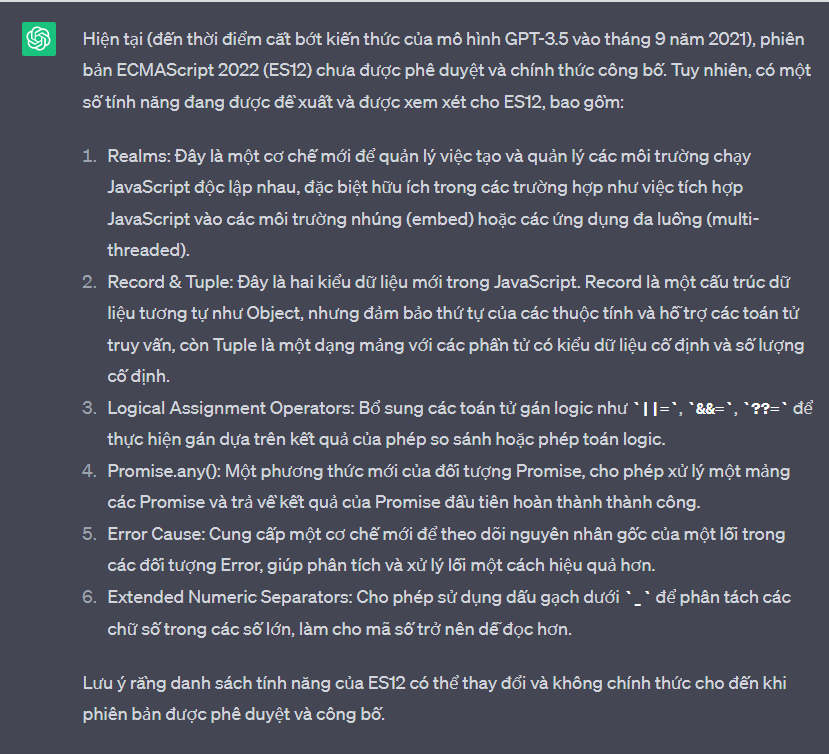 Hiện tại (đến thời điểm cắt bớt kiến thức của mô hình GPT-3.5 vào tháng 9 năm 2021), phiên
bản ECMAScript 2022 (ES12) chưa được phê duyệt và chính thức công bố. Tuy nhiên, có một
số tính năng đang được đề xuất và được xem xét cho ES12, bao gồm:
1. Realms: Đây là một cơ chế mới để quản lý việc tạo và quản lý các môi trường chạy
JavaScript độc lập nhau, đặc biệt hữu ích trong các trường hợp như việc tích hợp
JavaScript vào các môi trường nhúng (embed) hoặc các ứng dụng đa luồng (multi-
threaded).
2. Record & Tuple: Đây là hai kiểu dữ liệu mới trong JavaScript. Record là một cấu trúc dữ
liệu tương tự như Object, nhưng đảm bảo thứ tự của các thuộc tính và hỗ trợ các toán tử
truy vấn, còn Tuple là một dạng mảng với các phần tử có kiểu dữ liệu cố định và số lượng
cố định.
3. Logical Assignment Operators: Bổ sung các toán tử gán logic như `||=`, `&&=`, `??=` để
thực hiện gán dựa trên kết quả của phép so sánh hoặc phép toán logic.
4. Promise.any(): Một phương thức mới của đối tượng Promise, cho phép xử lý một mảng
các Promise và trả về kết quả của Promise đầu tiên hoàn thành thành công.
5. Error Cause: Cung cấp một cơ chế mới để theo dõi nguyên nhân gốc của một lỗi trong
các đối tượng Error, giúp phân tích và xử lý lỗi một cách hiệu quả hơn.
6. Extended Numeric Separators: Cho phép sử dụng dấu gạch dưới `_` để phân tách các
chữ số trong các số lớn, làm cho mã số trở nên dễ đọc hơn.
Lưu ý rằng danh sách tính năng của ES12 có thể thay đổi và không chính thức cho đến khi
phiên bản được phê duyệt và công bố.